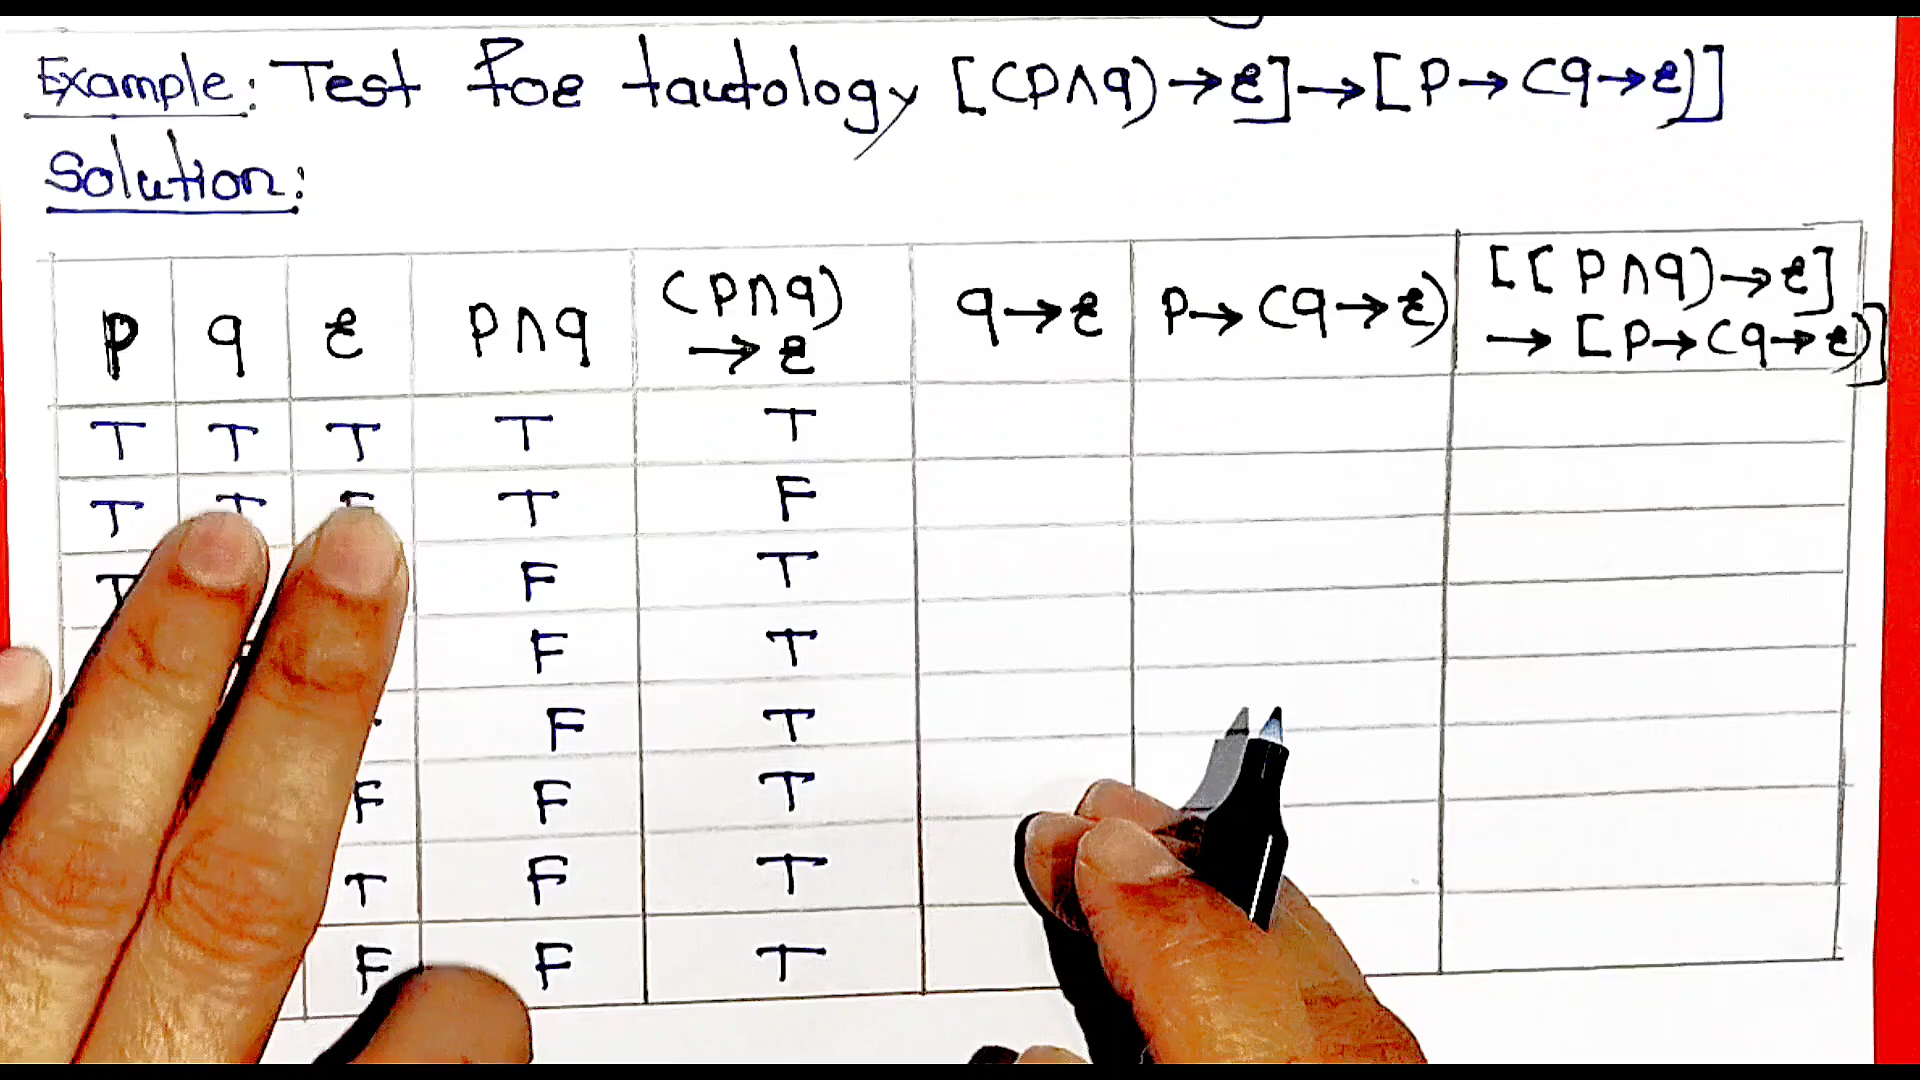 Example: Test for tautology [(p∧q)→r]→[p→(q→r)]
Solution:
p q r p∧q (p∧q)→r q→r p→(q→r) [[p∧q)→r]→[p→(q→r)]
T T T T T
T T F T F
T F T
F T
F T
F F T
T F T
F F T